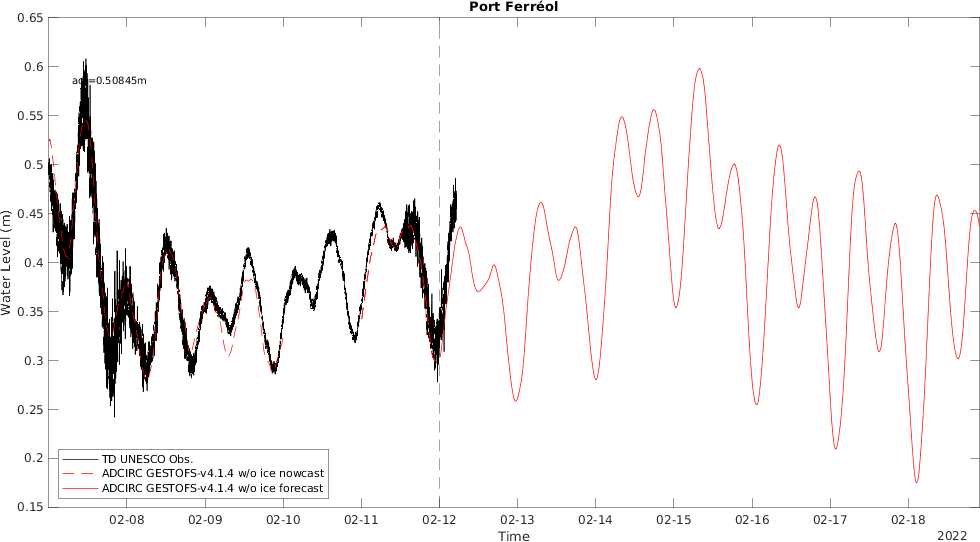 Port Ferréol
0.65
0.6
0.55
0.5
0.45
0.4
0.35
0.3
0.25
0.2
0.15
Water Level (m)
=0.50845m
TD UNESCO Obs.
ADCIRC GESTOFS-v4.1.4 w/o ice nowcast
ADCIRC GESTOFS-v4.1.4 w/o ice forecast
02-08 02-09 02-10 02-11 02-12 02-13 02-14 02-15 02-16 02-17 02-18
Time
2022